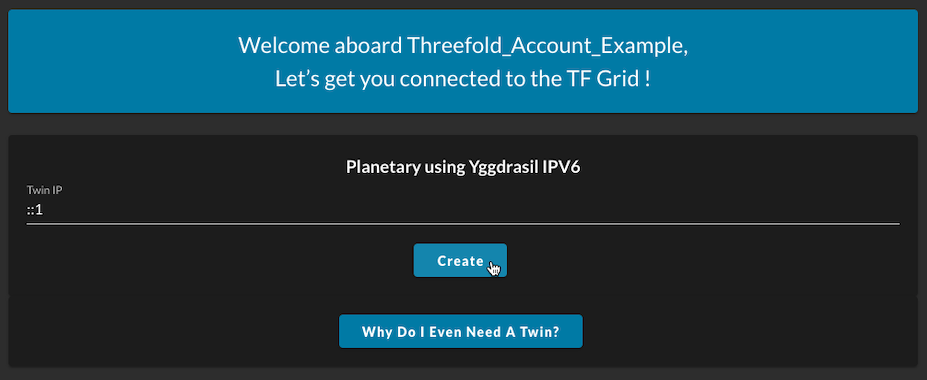 Welcome aboard Threefold_Account_Example,
Let's get you connected to the TF Grid !
Planetary using Yggdrasil IPV6
Twin IP
::1
Create
Why Do I Even Need A Twin?